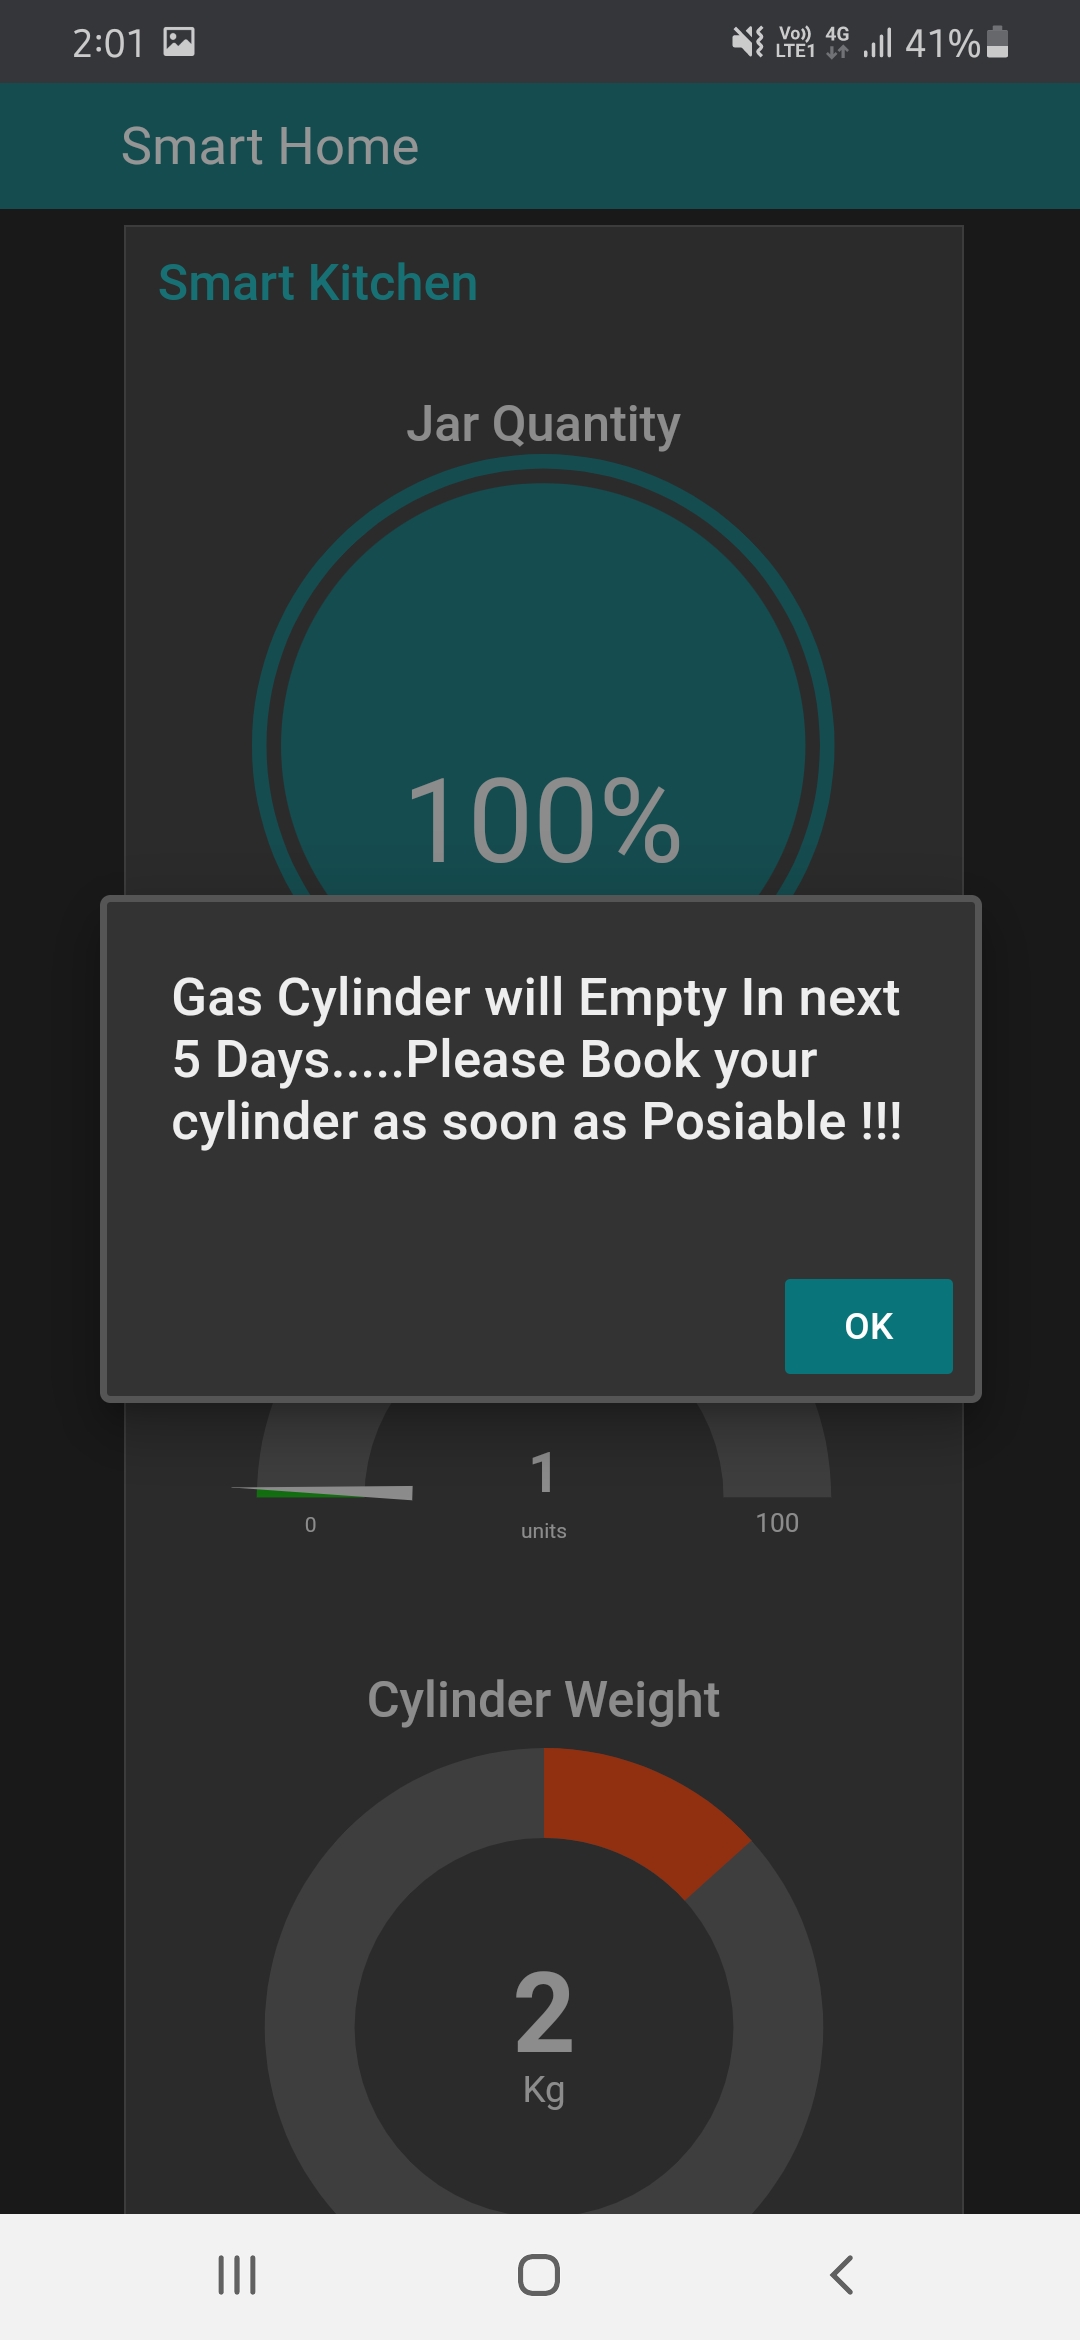 2:01
Vo)) LTE1 4G 41%
Smart Home
Smart Kitchen
Jar Quantity
100%
Gas Cylinder will Empty In next
5 Days.....Please Book your
cylinder as soon as Posiable !!!
OK
1
0 units 100
Cylinder Weight
2
Kg